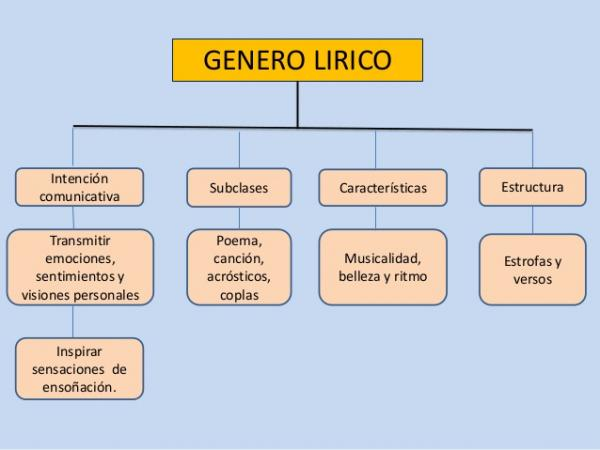 GENERO LIRICO
Intención
comunicativa
Subclases
Características
Estructura
Transmitir
emociones,
sentimientos y
visiones personales
Poema,
canción,
acrósticos,
coplas
Musicalidad,
belleza y ritmo
Estrofas y
versos
Inspirar
sensaciones de
ensoñación.